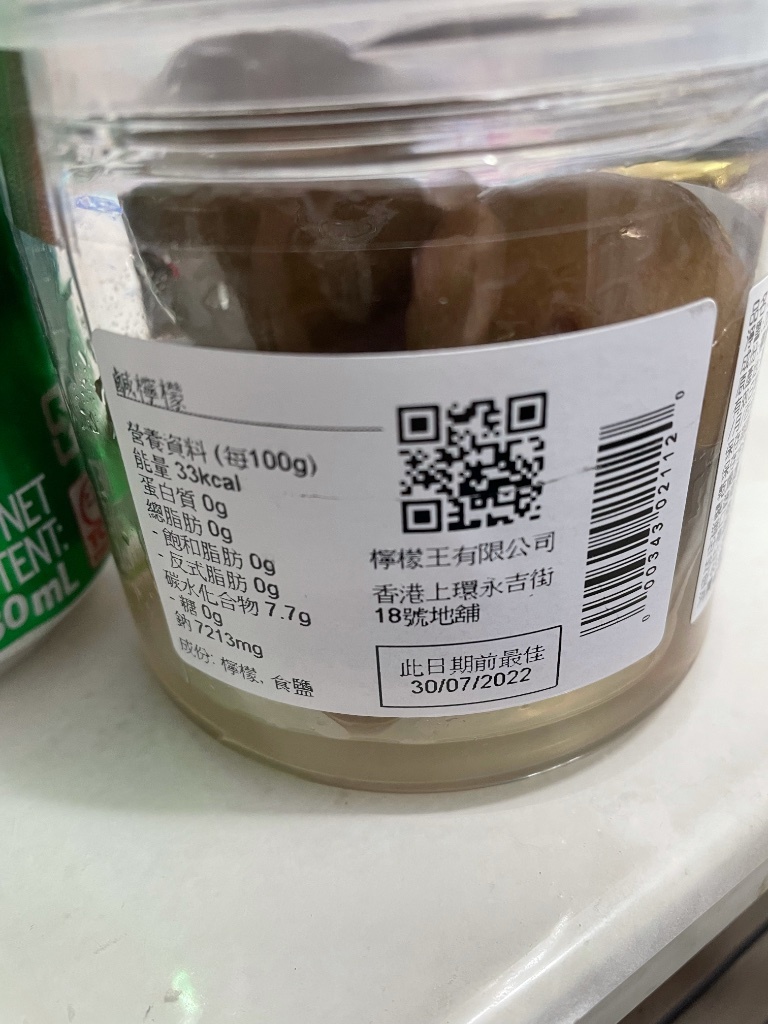 鹹檸檬
營養資料 (每100g)
能量 33kcal
蛋白質 0g
總脂肪 0g
- 飽和脂肪 0g
- 反式脂肪 0g
碳水化合物 7.7g
- 糖 0g
鈉 7213mg
成份: 檸檬, 食鹽
檸檬王有限公司
香港上環永吉街
18號地舖
此日期前最佳
30/07/2022
0 00343 02112 0
NET
TENT: